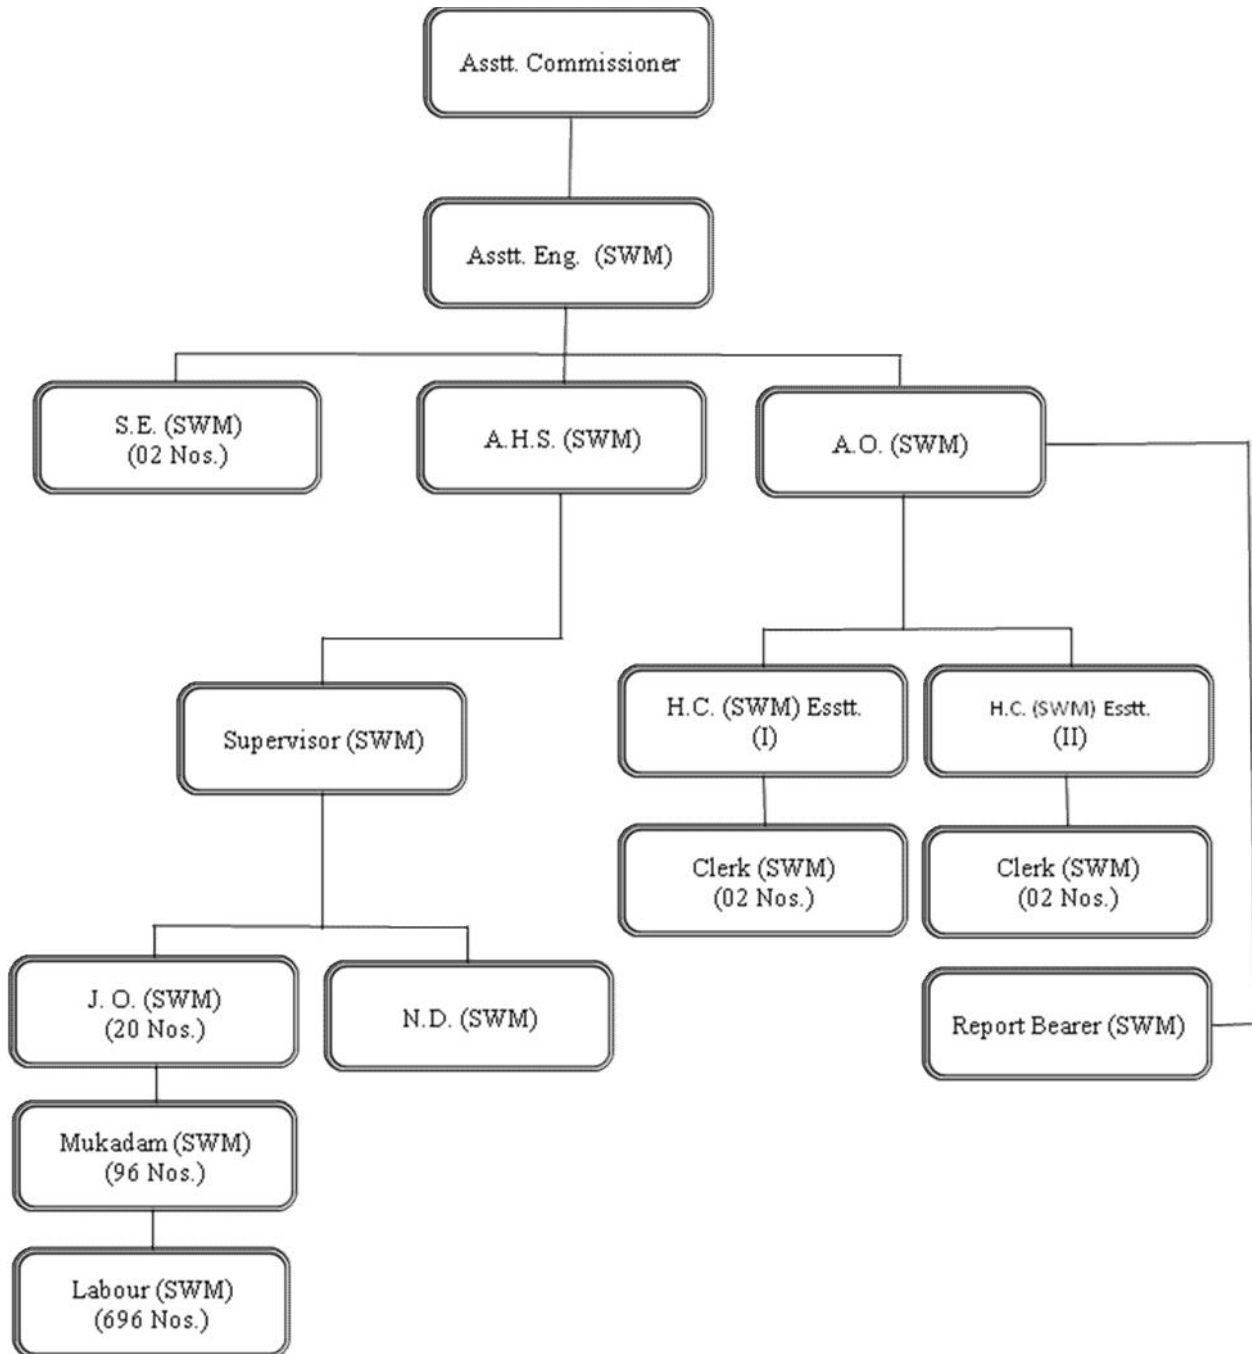 Asstt. Commissioner
Asstt. Eng. (SWM)
S.E. (SWM)
(02 Nos.)
A.H.S. (SWM)
A.O. (SWM)
Supervisor (SWM)
H.C. (SWM) Esstt.
(I)
H.C. (SWM) Esstt.
(II)
Clerk (SWM)
(02 Nos.)
Clerk (SWM)
(02 Nos.)
J. O. (SWM)
(20 Nos.)
N.D. (SWM)
Report Bearer (SWM)
Mukadam (SWM)
(96 Nos.)
Labour (SWM)
(696 Nos.)